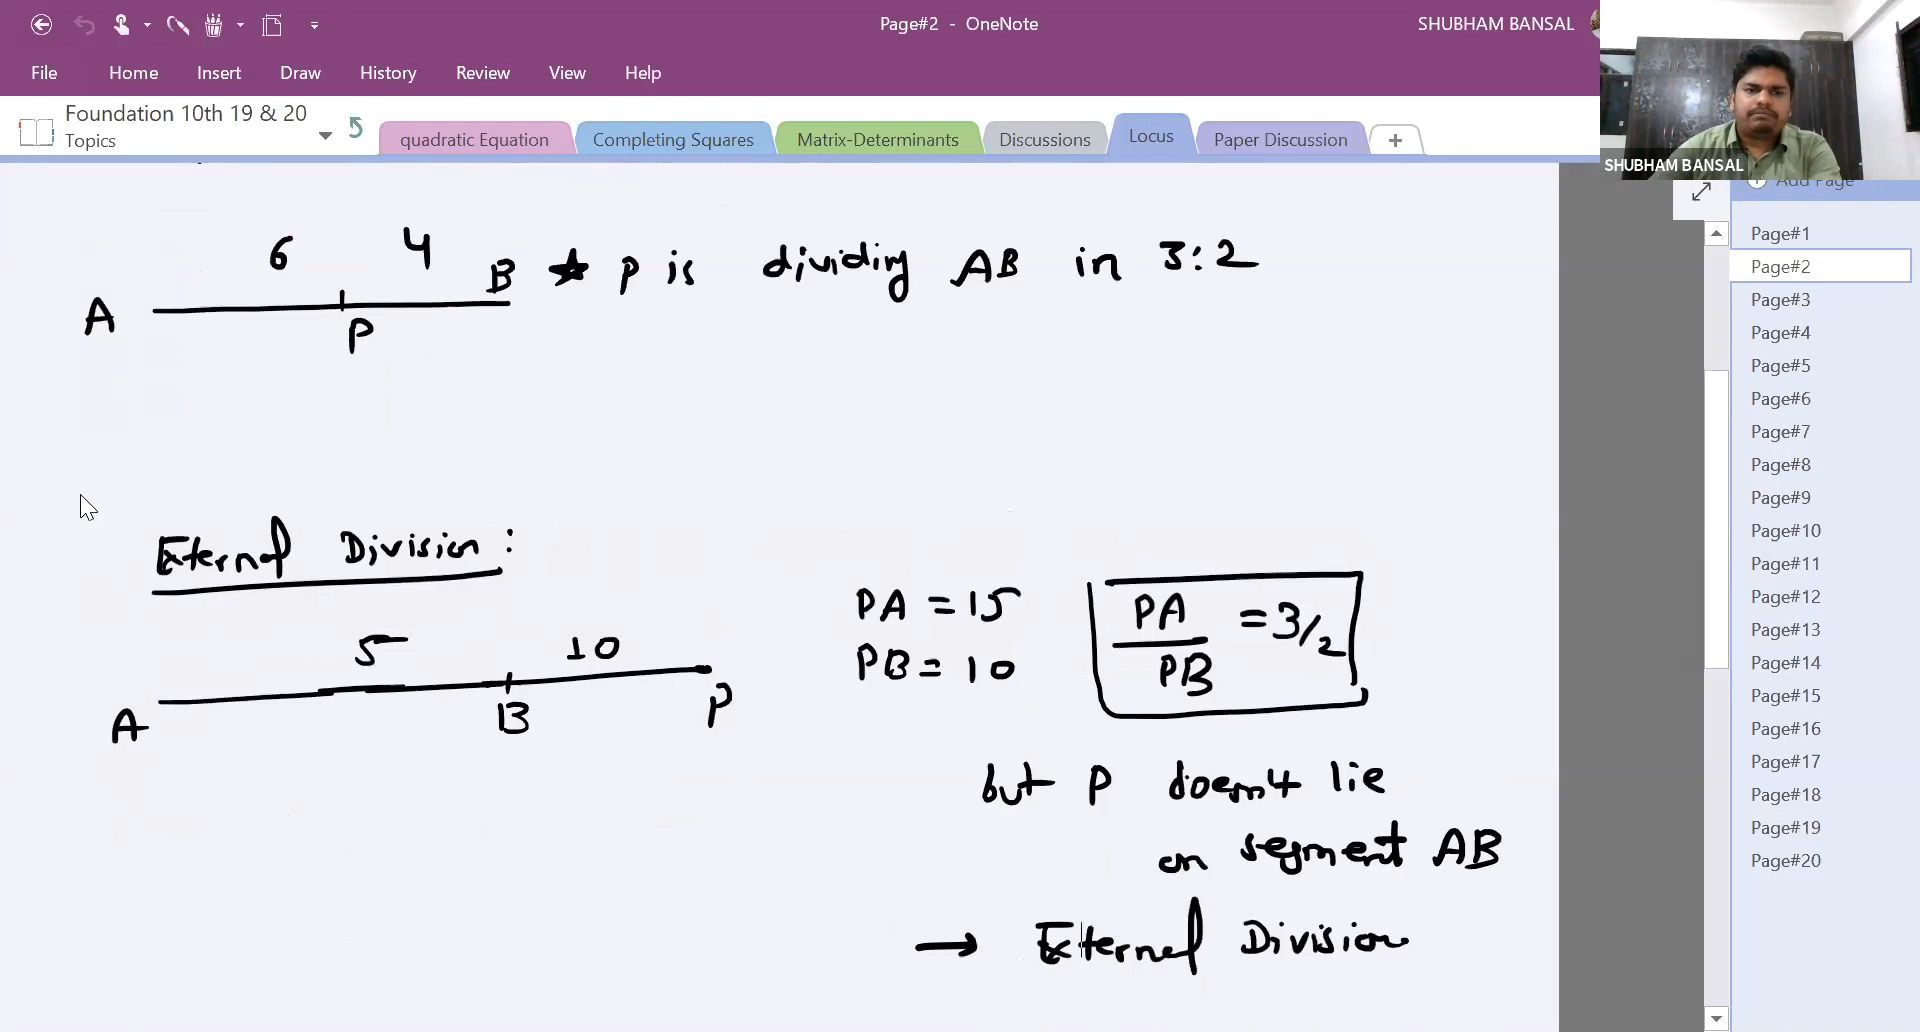 Page#2 - OneNote
SHUBHAM BANSAL
File Home Insert Draw History Review View Help
SHUBHAM BANSAL
Foundation 10th 19 & 20
Topics
quadratic Equation Completing Squares Matrix-Determinants Discussions Locus Paper Discussion +
Add Page
Page#1
Page#2
Page#3
Page#4
Page#5
Page#6
Page#7
Page#8
Page#9
Page#10
Page#11
Page#12
Page#13
Page#14
Page#15
Page#16
Page#17
Page#18
Page#19
Page#20
6 4
A P B
★ P is dividing AB in 3:2
External Division:
5 10
A B P
PA = 15
PB = 10
PA/PB = 3/2
but P doesn't lie
on segment AB
→ External Division